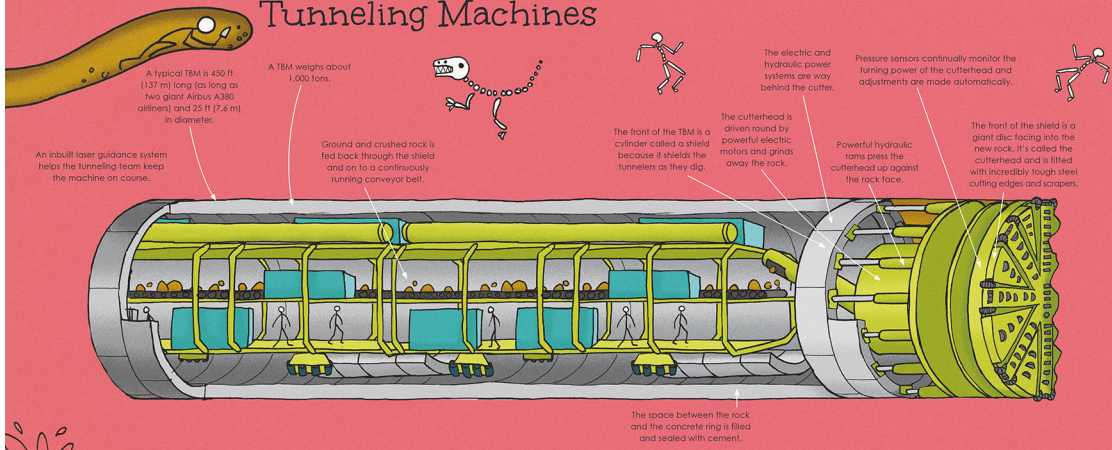 Tunneling Machines
A typical TBM is 450 ft
(137 m) long (as long as
two giant Airbus A380
airliners) and 25 ft (7.6 m)
in diameter.
A TBM weighs about
1,000 tons.
An inbuilt laser guidance system
helps the tunneling team keep
the machine on course.
Ground and crushed rock is
fed back through the shield
and on to a continuously
running conveyor belt.
The front of the TBM is a
cylinder called a shield
because it shields the
tunnelers as they dig.
The electric and
hydraulic power
systems are way
behind the cutter.
The cutterhead is
driven round by
powerful electric
motors and grinds
away the rock.
Pressure sensors continually monitor the
turning power of the cutterhead and
adjustments are made automatically.
Powerful hydraulic
rams press the
cutterhead up against
the rock face.
The front of the shield is a
giant disc facing into the
new rock. It's called the
cutterhead and is fitted
with incredibly tough steel
cutting edges and scrapers.
The space between the rock
and the concrete ring is filled
and sealed with cement.